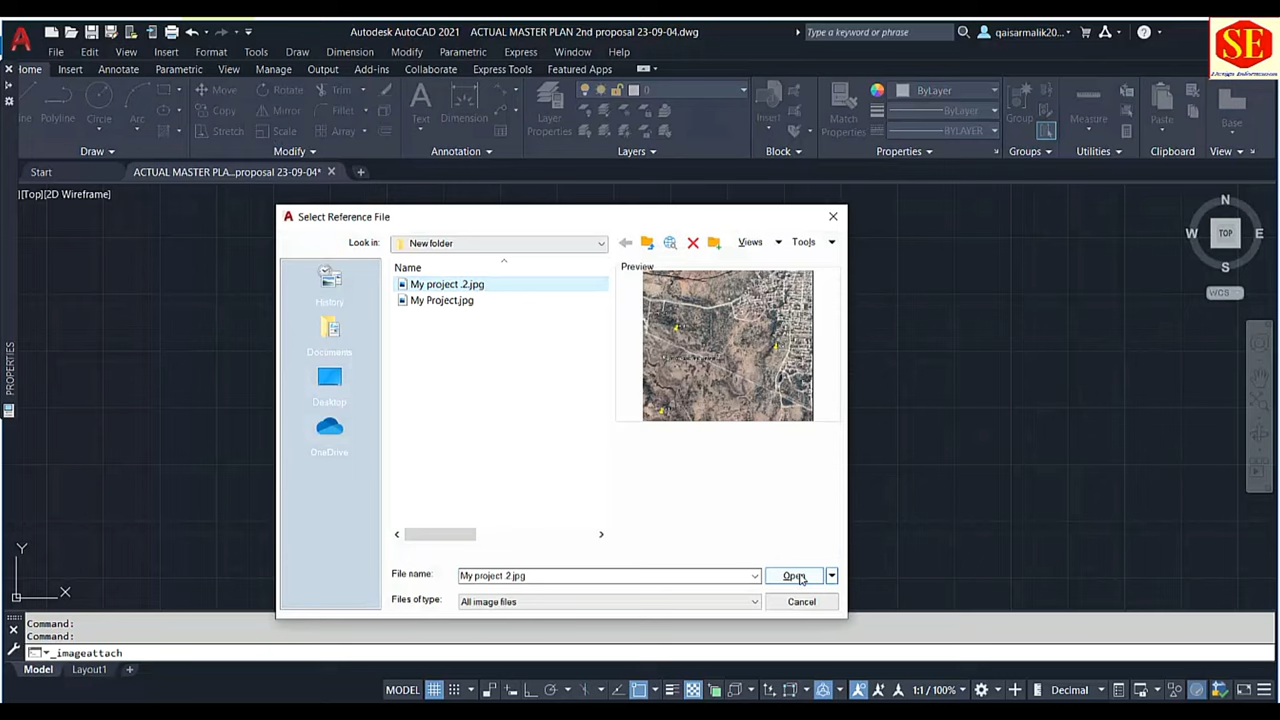 Autodesk AutoCAD 2021 ACTUAL MASTER PLAN 2nd proposal 23-09-04.dwg
Type a keyword or phrase
qaisarmalik20...
SE
File Edit View Insert Format Tools Draw Dimension Modify Parametric Express Window Help
Home Insert Annotate Parametric View Manage Output Add-ins Collaborate Express Tools Featured Apps
Polyline Circle Arc
Move Rotate Trim
Copy Mirror Fillet
Stretch Scale Array
Text Dimension
Layer Properties
0
Insert
Match Properties
ByLayer
ByLayer
BYLAYER
Group
Measure
Paste
Base
Draw Modify Annotation Layers Block Properties Groups Utilities Clipboard View
Start ACTUAL MASTER PLA...proposal 23-09-04*
][Top][2D Wireframe]
N
W TOP E
S
WCS
PROPERTIES
Select Reference File
Look in: New folder
Views Tools
Name
My project .2.jpg
My Project.jpg
Preview
History
Documents
Desktop
OneDrive
File name: My project 2.jpg Open
Files of type: All image files Cancel
Y
X
Command:
Command:
_imageattach
Model Layout1 +
MODEL 1:1 / 100% Decimal